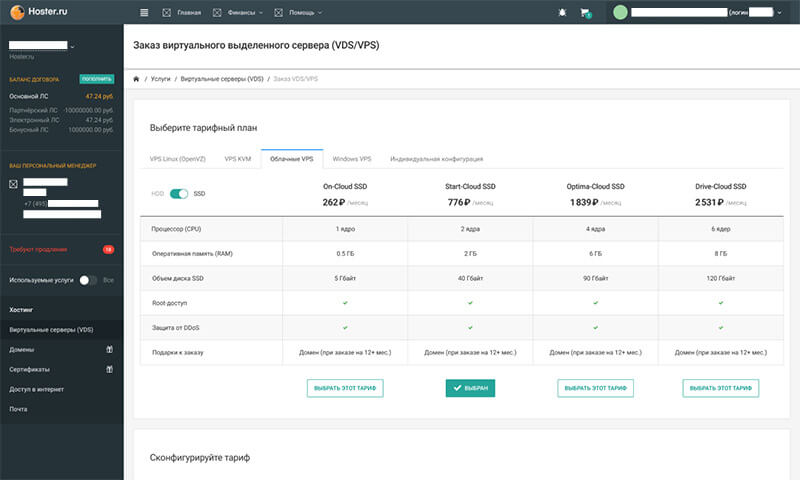 Hoster.ru
Главная
Финансы
Помощь
1
(логин
)
Hoster.ru
БАЛАНС ДОГОВОРА
ПОПОЛНИТЬ
Основной ЛС 47.24 руб.
Партнёрский ЛС -10000000.00 руб.
Электронный ЛС 47.24 руб.
Бонусный ЛС 1000000.00 руб.
ВАШ ПЕРСОНАЛЬНЫЙ МЕНЕДЖЕР
+7 (495)
Требуют продления 18
Используемые услуги Все
Хостинг
Виртуальные серверы (VDS)
Домены
Сертификаты
Доступ в интернет
Почта
Заказ виртуального выделенного сервера (VDS/VPS)
/ Услуги / Виртуальные серверы (VDS) / Заказ VDS/VPS
Выберите тарифный план
VPS Linux (OpenVZ) VPS KVM Облачные VPS Windows VPS Индивидуальная конфигурация
HDD SSD
On-Cloud SSD Start-Cloud SSD Optima-Cloud SSD Drive-Cloud SSD
262 ₽ /месяц 776 ₽ /месяц 1 839 ₽ /месяц 2 531 ₽ /месяц
Процессор (CPU) 1 ядро 2 ядра 4 ядра 6 ядер
Оперативная память (RAM) 0.5 ГБ 2 ГБ 6 ГБ 8 ГБ
Объем диска SSD 5 Гбайт 40 Гбайт 90 Гбайт 120 Гбайт
Root-доступ
Защита от DDoS
Подарки к заказу Домен (при заказе на 12+ мес.) Домен (при заказе на 12+ мес.) Домен (при заказе на 12+ мес.) Домен (при заказе на 12+ мес.)
ВЫБРАТЬ ЭТОТ ТАРИФ ВЫБРАН ВЫБРАТЬ ЭТОТ ТАРИФ ВЫБРАТЬ ЭТОТ ТАРИФ
Сконфигурируйте тариф